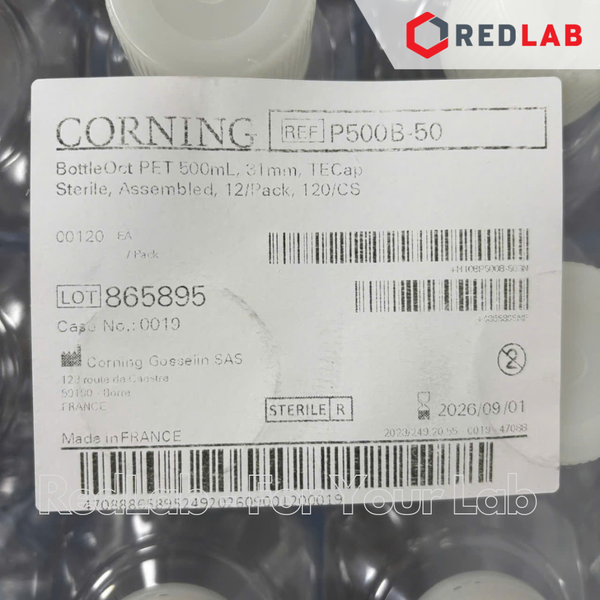 REDLAB
CORNING REF P500B-50
BottleOct PET 500mL, 31mm, TECap
Sterile, Assembled, 12/Pack, 120/CS
00120 EA
/Pack
LOT 865895
Case No.: 0019
Corning Gosselin SAS
FRANCE
2
STERILE R
2026/09/01
Made in FRANCE
RedLab - For Your Lab